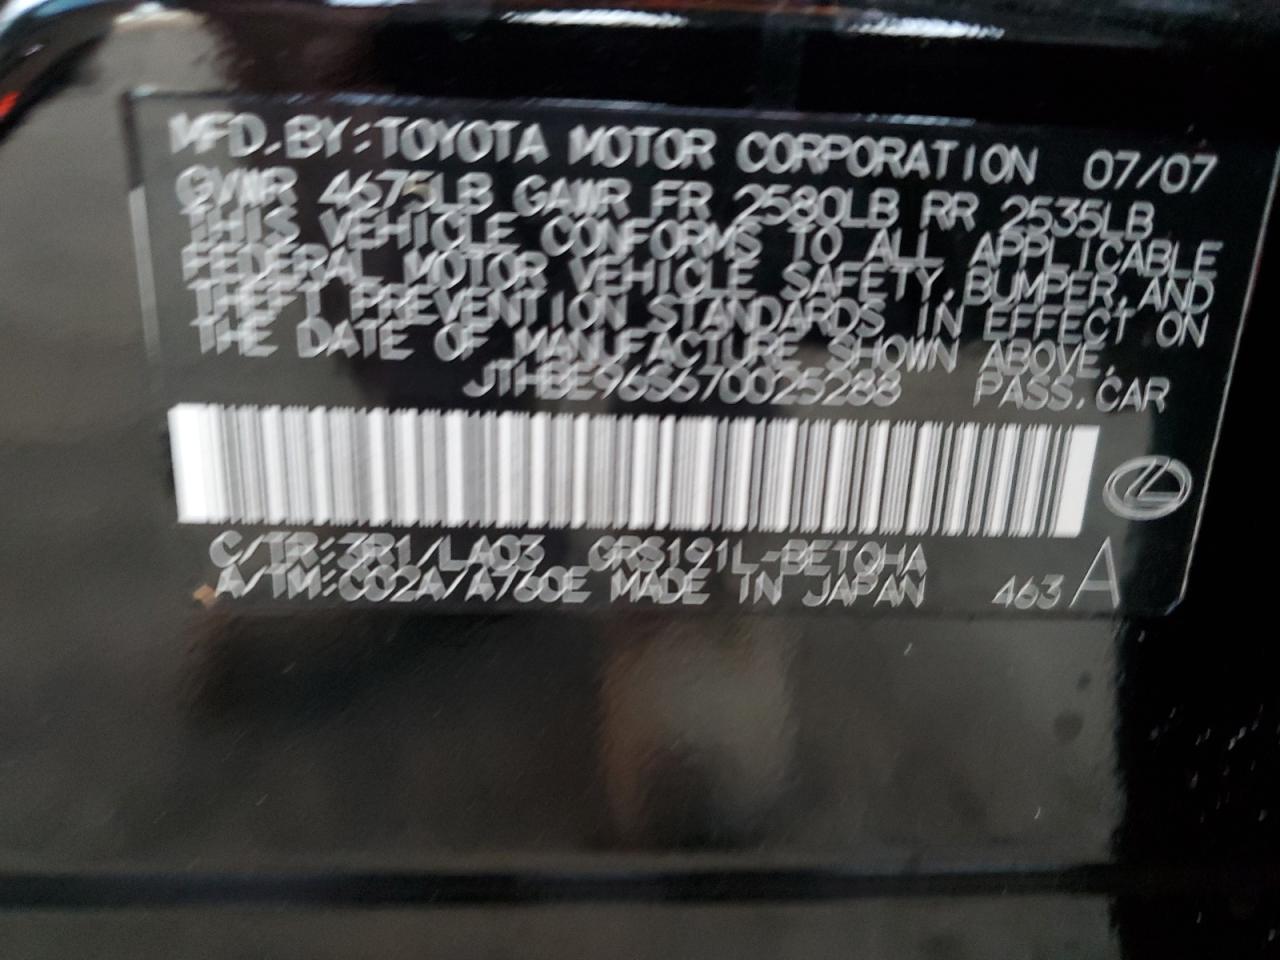 MFD. BY: TOYOTA MOTOR CORPORATION 07/07
GVWR 4675LB GAWR FR 2580LB RR 2535LB
THIS VEHICLE CONFORMS TO ALL APPLICABLE
FEDERAL MOTOR VEHICLE SAFETY, BUMPER, AND
THEFT PREVENTION STANDARDS IN EFFECT ON
THE DATE OF MANUFACTURE SHOWN ABOVE.
JTHBE96S670025288 PASS. CAR
C/TR: 3R1/LA03 GRS191L-BETQHA
A/TM: C02A/A760E MADE IN JAPAN 463 A